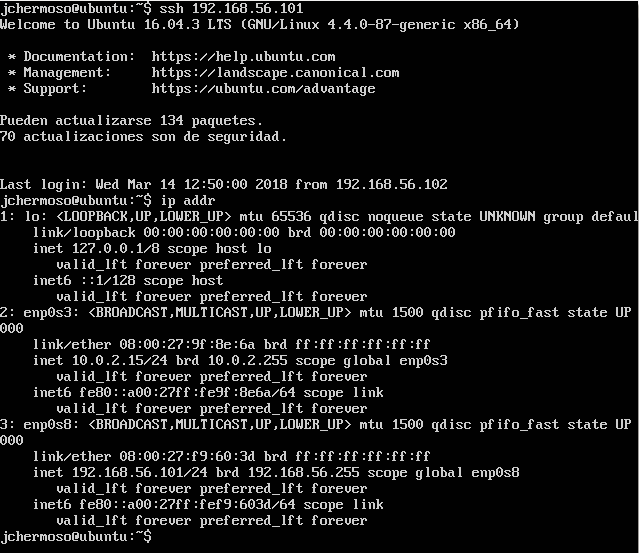 jchermoso@ubuntu:~$ ssh 192.168.56.101
Welcome to Ubuntu 16.04.3 LTS (GNU/Linux 4.4.0-87-generic x86_64)
* Documentation:  https://help.ubuntu.com
* Management:     https://landscape.canonical.com
* Support:        https://ubuntu.com/advantage
Pueden actualizarse 134 paquetes.
70 actualizaciones son de seguridad.
Last login: Wed Mar 14 12:50:00 2018 from 192.168.56.102
jchermoso@ubuntu:~$ ip addr
1: lo: <LOOPBACK,UP,LOWER_UP> mtu 65536 qdisc noqueue state UNKNOWN group defaul
link/loopback 00:00:00:00:00:00 brd 00:00:00:00:00:00
inet 127.0.0.1/8 scope host lo
valid_lft forever preferred_lft forever
inet6 ::1/128 scope host
valid_lft forever preferred_lft forever
2: enp0s3: <BROADCAST,MULTICAST,UP,LOWER_UP> mtu 1500 qdisc pfifo_fast state UP
000
link/ether 08:00:27:9f:8e:6a brd ff:ff:ff:ff:ff:ff
inet 10.0.2.15/24 brd 10.0.2.255 scope global enp0s3
valid_lft forever preferred_lft forever
inet6 fe80::a00:27ff:fe9f:8e6a/64 scope link
valid_lft forever preferred_lft forever
3: enp0s8: <BROADCAST,MULTICAST,UP,LOWER_UP> mtu 1500 qdisc pfifo_fast state UP
000
link/ether 08:00:27:f9:60:3d brd ff:ff:ff:ff:ff:ff
inet 192.168.56.101/24 brd 192.168.56.255 scope global enp0s8
valid_lft forever preferred_lft forever
inet6 fe80::a00:27ff:fef9:603d/64 scope link
valid_lft forever preferred_lft forever
jchermoso@ubuntu:~$